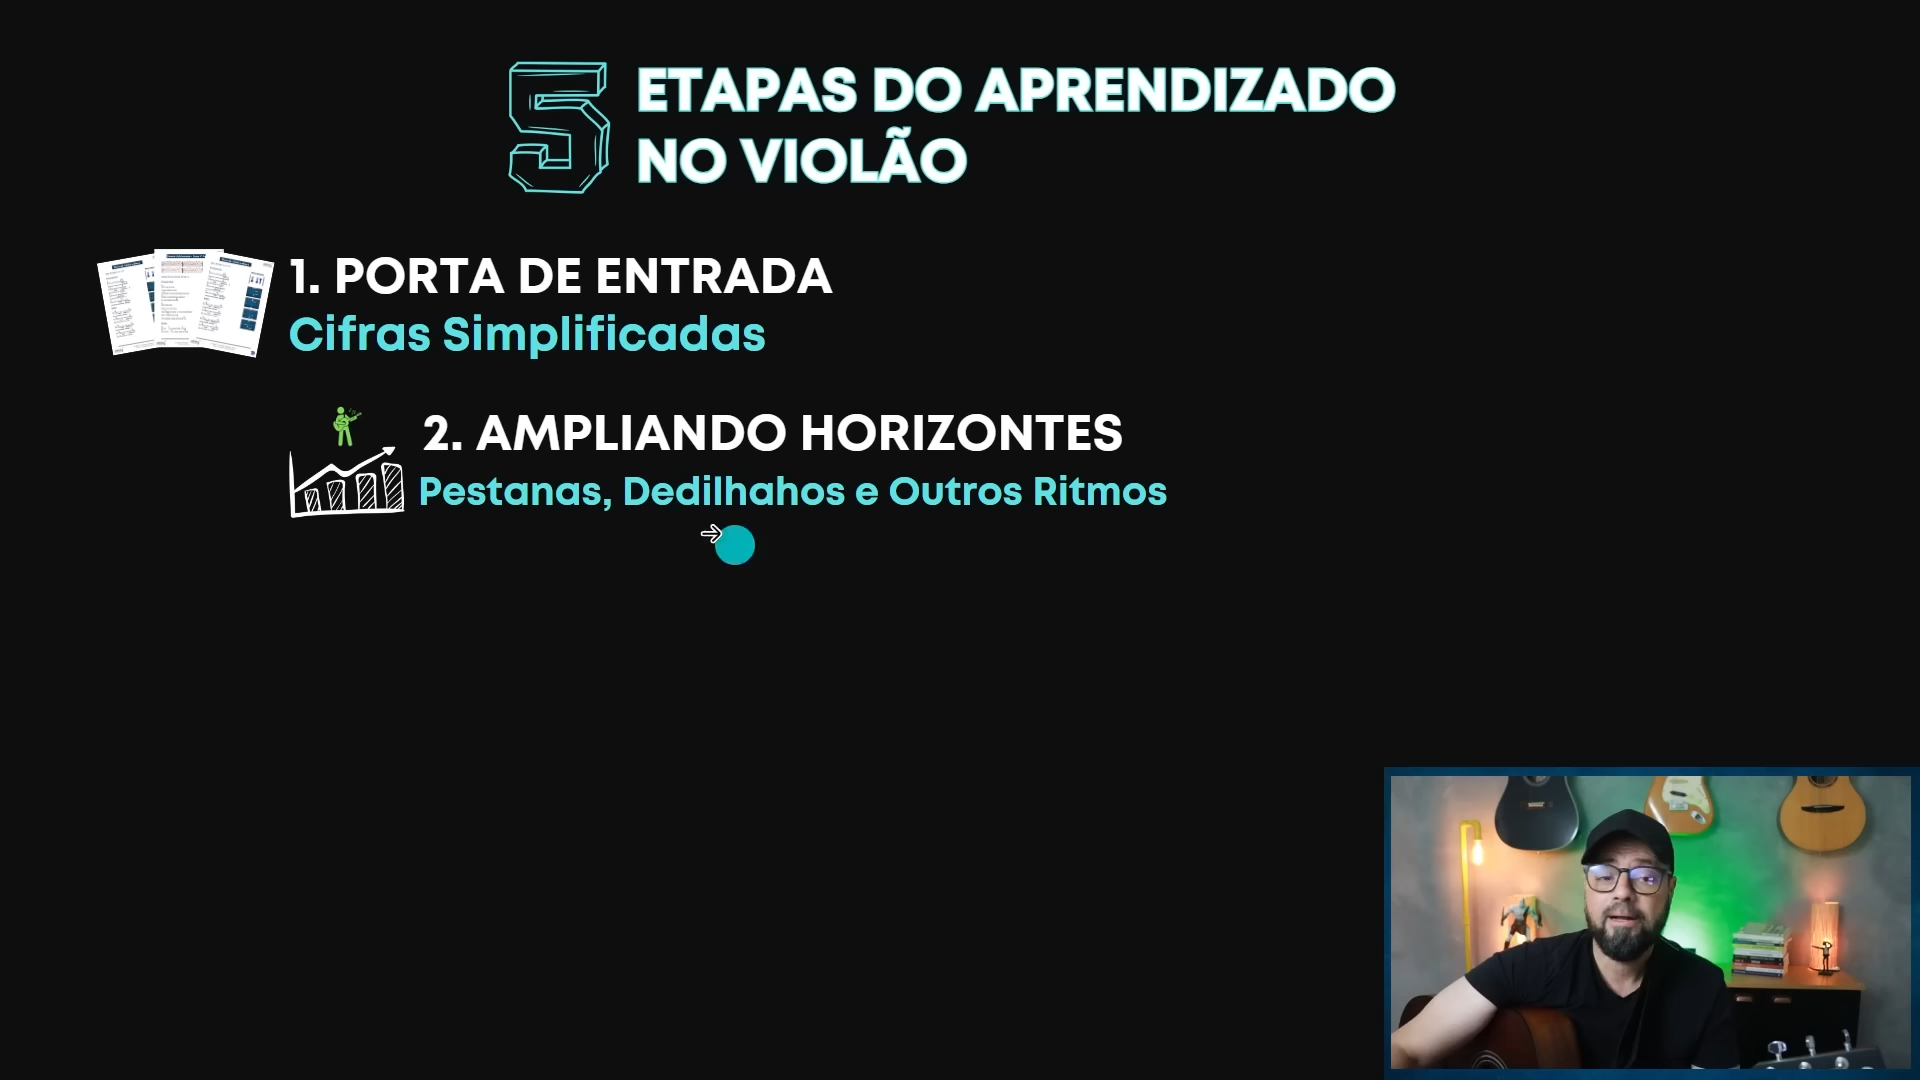 5 ETAPAS DO APRENDIZADO
NO VIOLÃO
1. PORTA DE ENTRADA
Cifras Simplificadas
2. AMPLIANDO HORIZONTES
Pestanas, Dedilhahos e Outros Ritmos